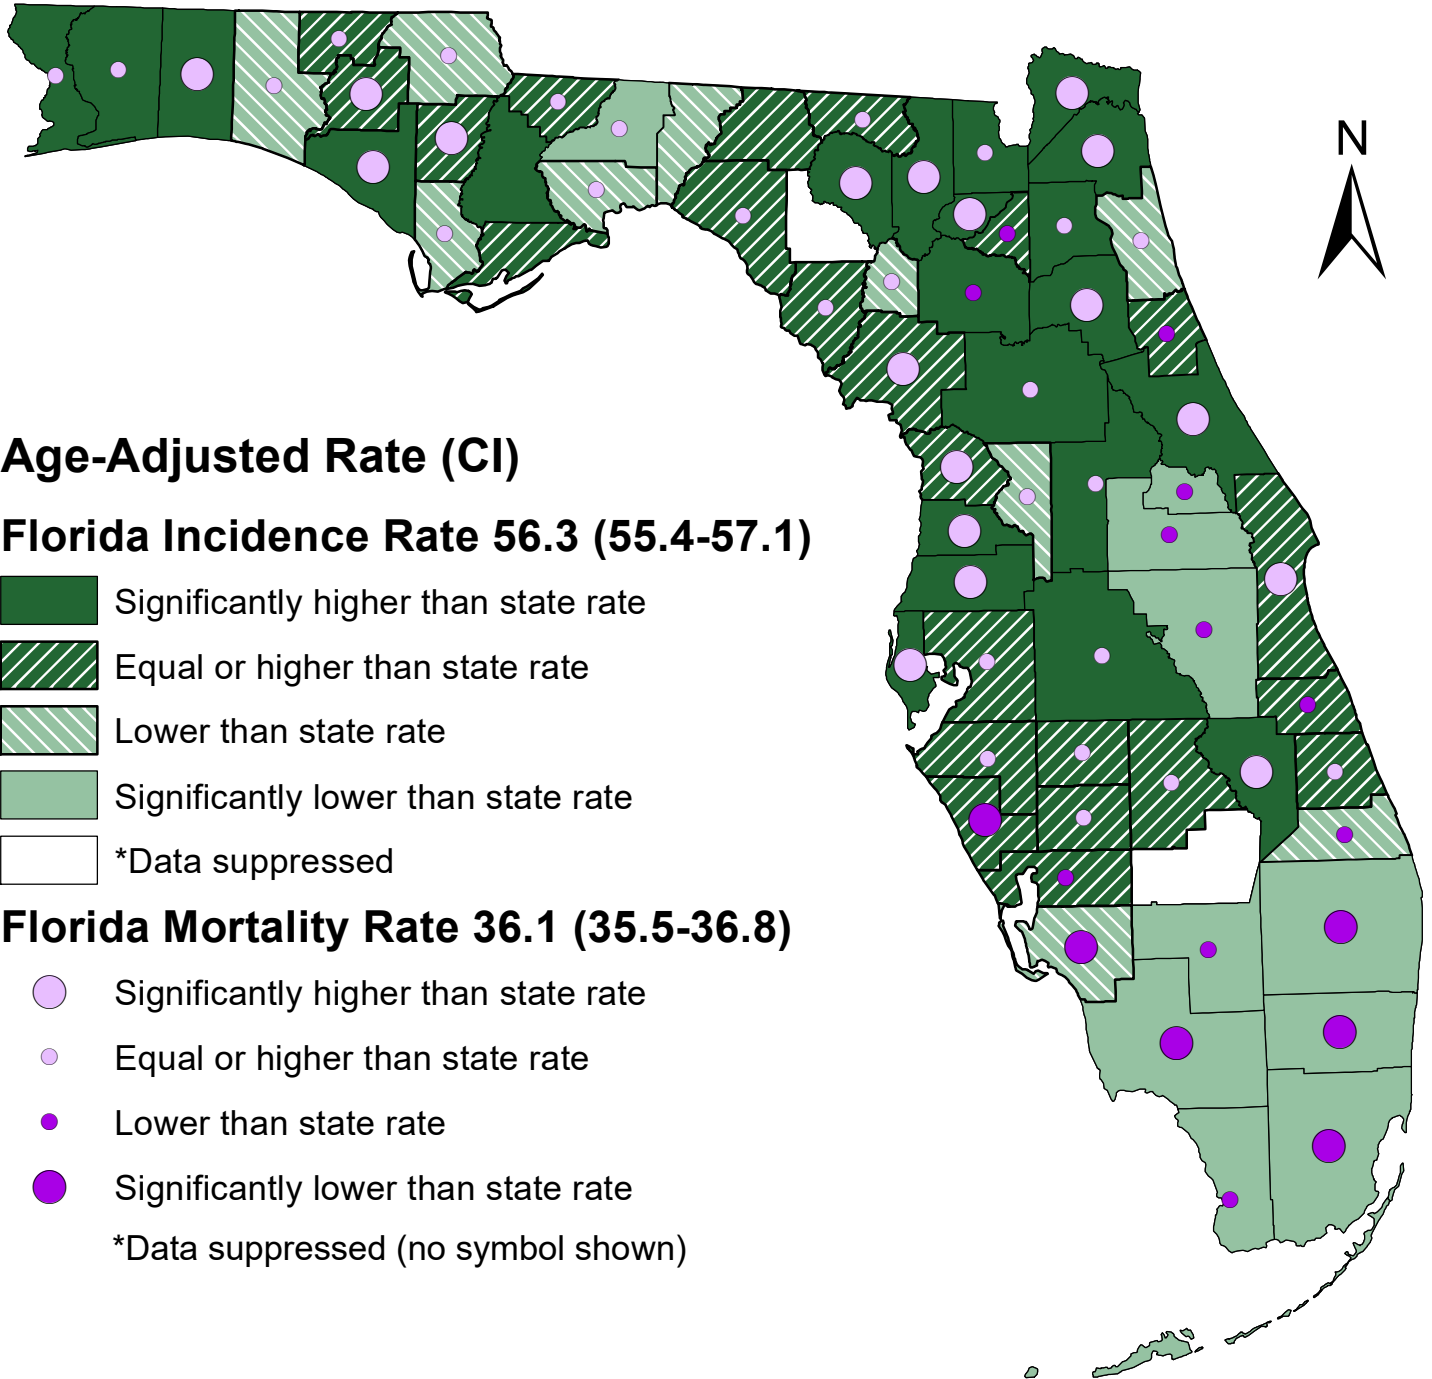 N
Age-Adjusted Rate (CI)
Florida Incidence Rate 56.3 (55.4-57.1)
Significantly higher than state rate
Equal or higher than state rate
Lower than state rate
Significantly lower than state rate
*Data suppressed
Florida Mortality Rate 36.1 (35.5-36.8)
Significantly higher than state rate
Equal or higher than state rate
Lower than state rate
Significantly lower than state rate
*Data suppressed (no symbol shown)